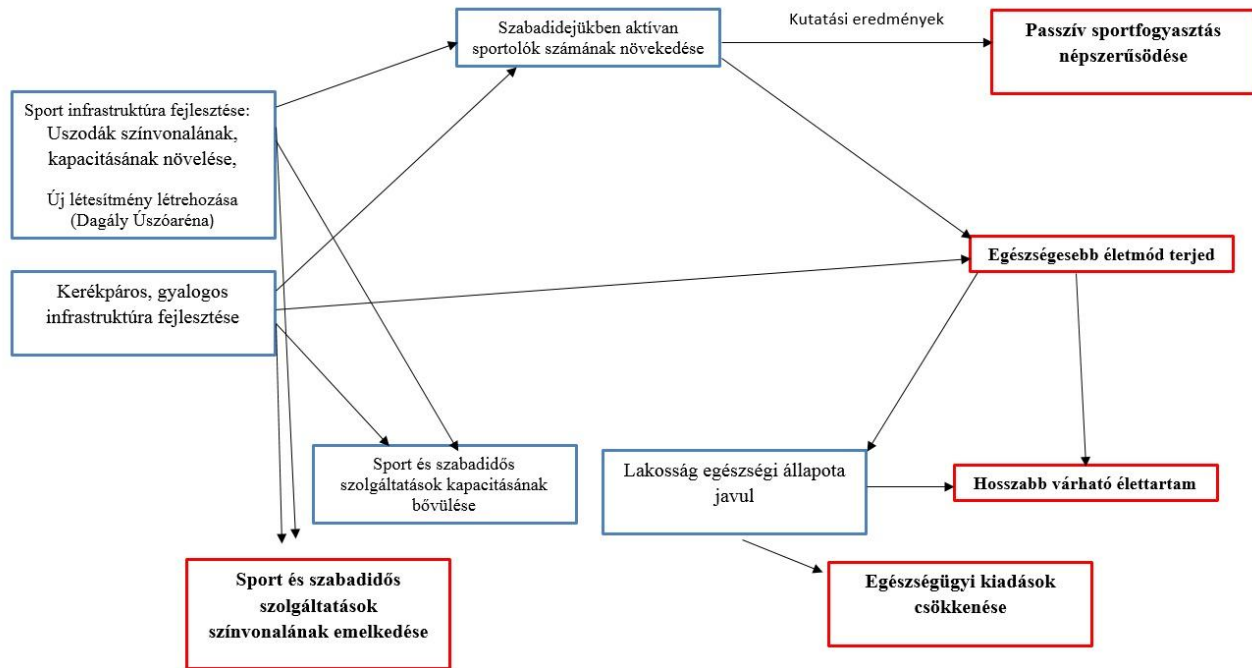 Szabadidejükben aktívan
sportolók számának növekedése
Kutatási eredmények
Passzív sportfogyasztás
népszerűsödése
Sport infrastruktúra fejlesztése:
Uszodák színvonalának,
kapacitásának növelése,
Új létesítmény létrehozása
(Dagály Úszóaréna)
Egészségesebb életmód terjed
Kerékpáros, gyalogos
infrastruktúra fejlesztése
Sport és szabadidős
szolgáltatások kapacitásának
bővülése
Lakosság egészségi állapota
javul
Hosszabb várható élettartam
Sport és szabadidős
szolgáltatások
színvonalának emelkedése
Egészségügyi kiadások
csökkenése